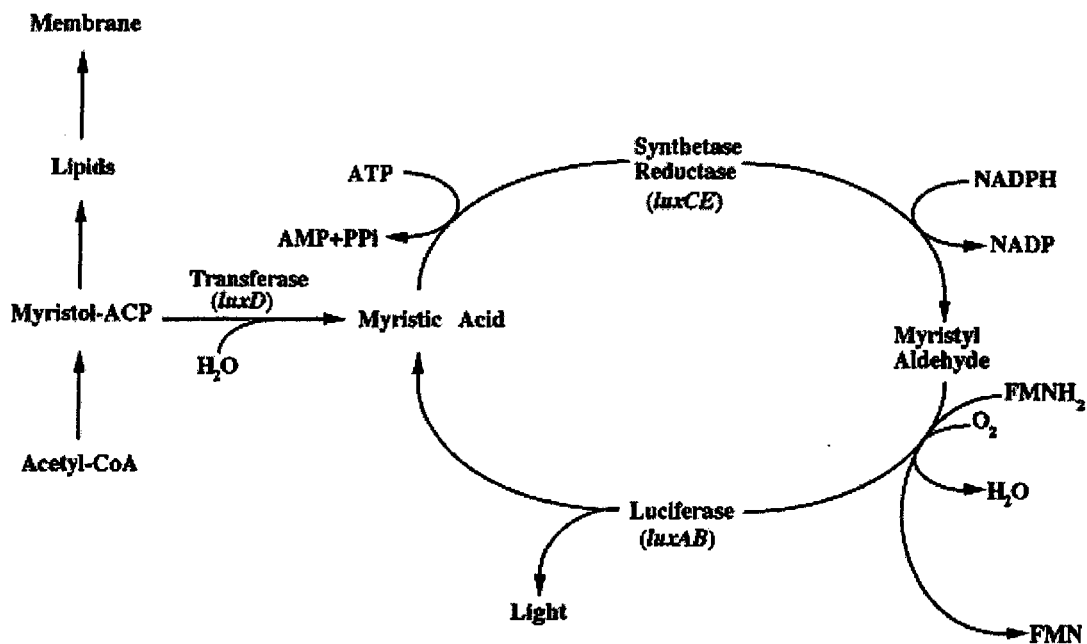 Membrane
Lipids
Myristol-ACP
Acetyl-CoA
Transferase
(luxD)
H₂O
Myristic Acid
ATP
AMP+PPi
Synthetase
Reductase
(luxCE)
NADPH
NADP
Myristyl
Aldehyde
FMNH₂
O₂
H₂O
FMN
Luciferase
(luxAB)
Light